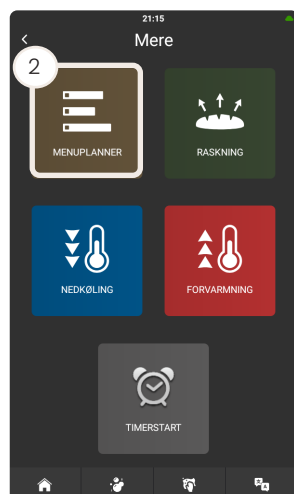 21:15
Mere
2
MENUPLANNER
RASKNING
NEDKØLING
FORVARMNING
TIMERSTART